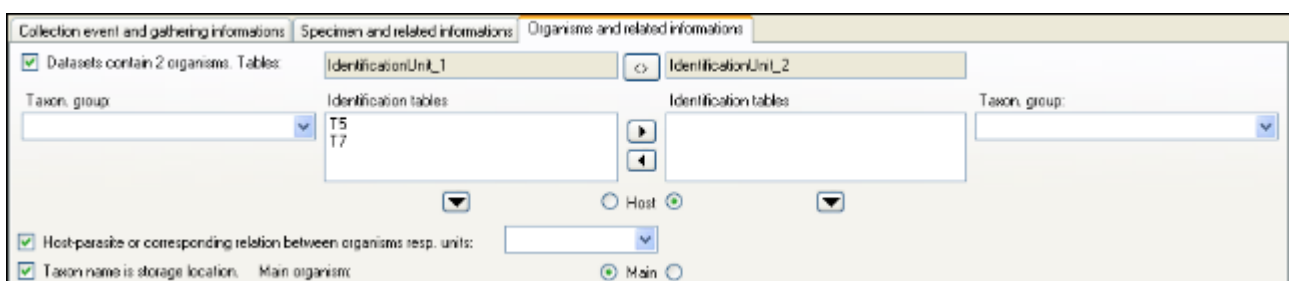 Collection event and gathering informations Specimen and related informations Organisms and related informations
Datasets contain 2 organisms. Tables: IdentificationUnit_1 <> IdentificationUnit_2
Taxon. group: Identification tables Identification tables Taxon. group:
T5
T7
Host
Host-parasite or corresponding relation between organisms resp. units:
Taxon name is storage location. Main organism: Main